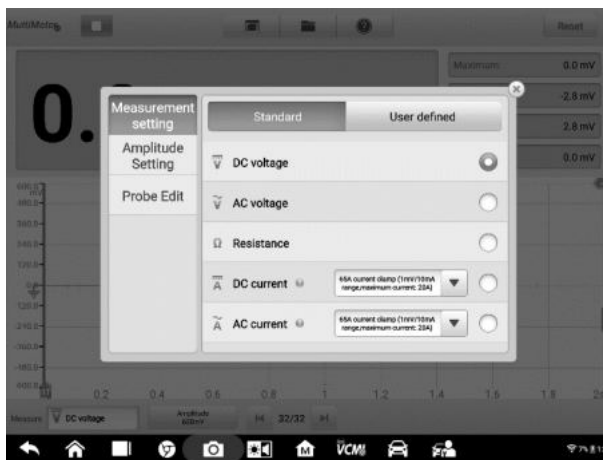 MultiMeter
Reset
Maximum 0.0 mV
-2.8 mV
2.8 mV
0.0 mV
0.
Measurement setting
Amplitude Setting
Probe Edit
Standard
User defined
DC voltage
AC voltage
Ω Resistance
DC current
65A current clamp (1mV/10mA
range,maximum current: 20A)
AC current
65A current clamp (1mV/10mA
range,maximum current: 20A)
0.2 0.4 0.6 0.8 1 1.2 1.4 1.6 1.8
Measure
DC voltage
Amplitude
600mV
32/32
M
VCMI